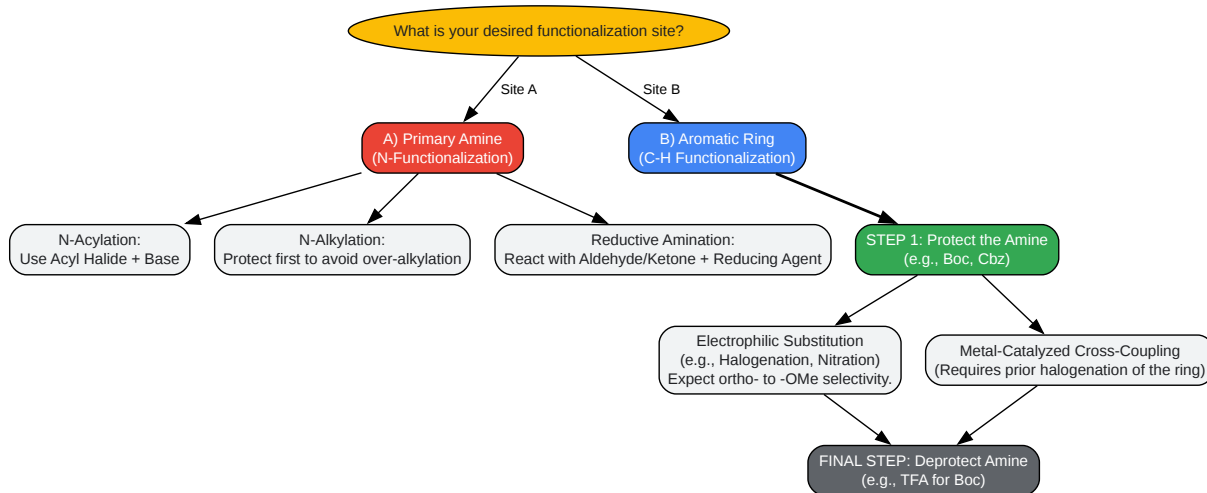 What is your desired functionalization site?
Site A
Site B
A) Primary Amine
(N-Functionalization)
B) Aromatic Ring
(C-H Functionalization)
N-Acylation:
Use Acyl Halide + Base
N-Alkylation:
Protect first to avoid over-alkylation
Reductive Amination:
React with Aldehyde/Ketone + Reducing Agent
STEP 1: Protect the Amine
(e.g., Boc, Cbz)
Electrophilic Substitution
(e.g., Halogenation, Nitration)
Expect ortho- to -OMe selectivity.
Metal-Catalyzed Cross-Coupling
(Requires prior halogenation of the ring)
FINAL STEP: Deprotect Amine
(e.g., TFA for Boc)